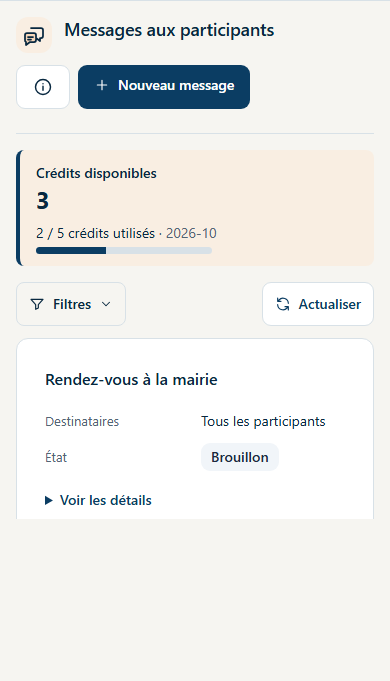 Messages aux participants
Nouveau message
Crédits disponibles
3
2 / 5 crédits utilisés · 2026-10
Filtres
Actualiser
Rendez-vous à la mairie
Destinataires Tous les participants
État Brouillon
Voir les détails